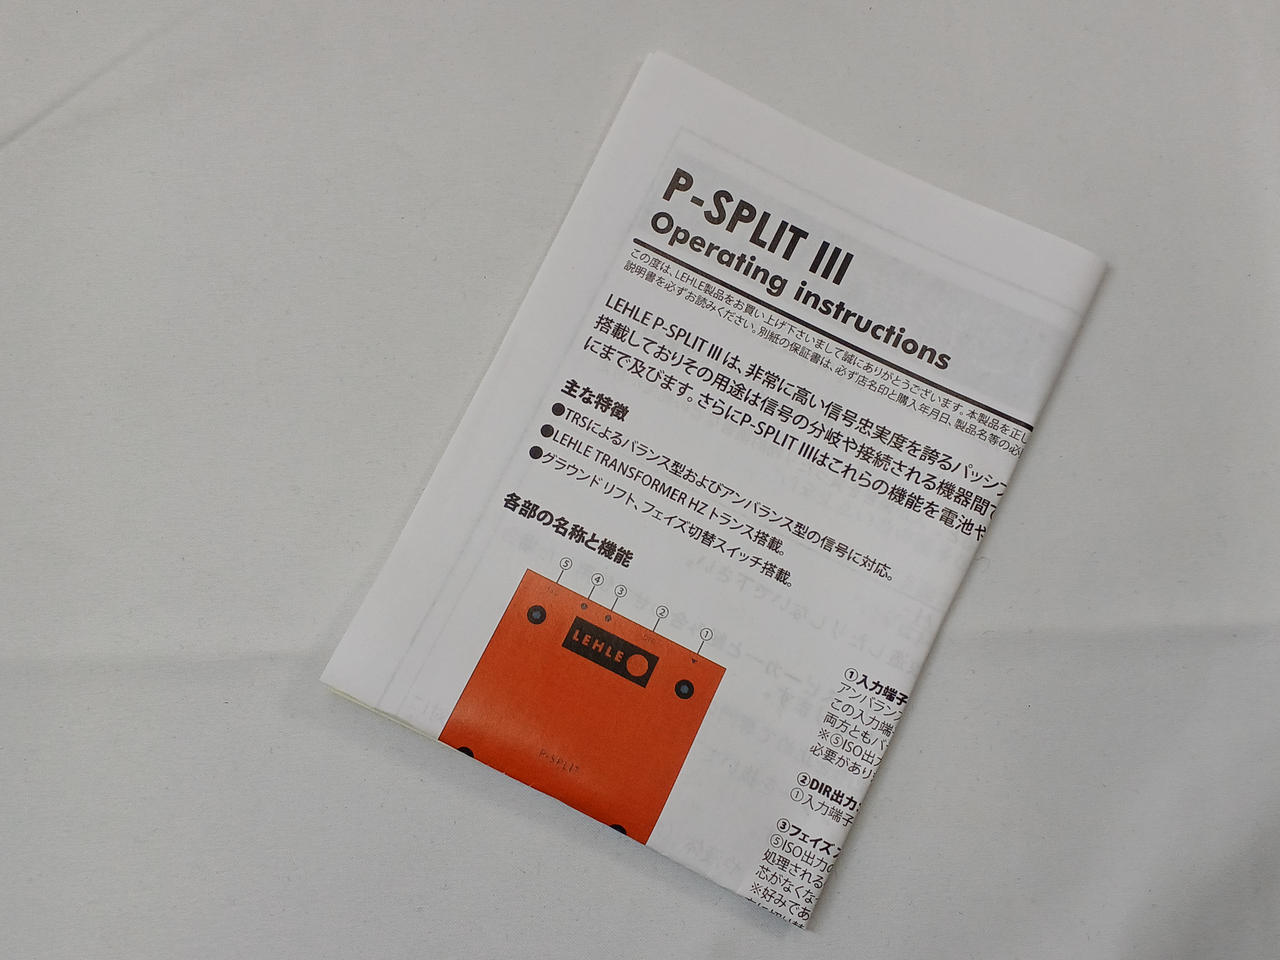 P-SPLIT III
Operating instructions
この度は、LEHLE製品をお買い上げ下さいまして誠にありがとうございます。本製品を正し
説明書を必ずお読みください。別紙の保証書は、必ず店名印と購入年月日、製品名等の必
LEHLE P-SPLIT III は、非常に高い信号忠実度を誇るパッシブ
搭載しておりその用途は信号の分岐や接続される機器間で
にまで及びます。さらにP-SPLIT IIIはこれらの機能を電池や
主な特徴
●TRSによるバランス型およびアンバランス型の信号に対応。
●LEHLE TRANSFORMER HZ トランス搭載。
●グラウンドリフト、フェイズ切替スイッチ搭載。
各部の名称と機能
⑤ ④ ③ ② ①
LEHLE
P-SPLIT
①入力端子
アンバランス
この入力端
両方ともバ
※⑤ISO出力
必要があり
②DIR出力
①入力端子
③フェイズ
⑤ISO出力の
処理される
芯がなくな
※好みであ